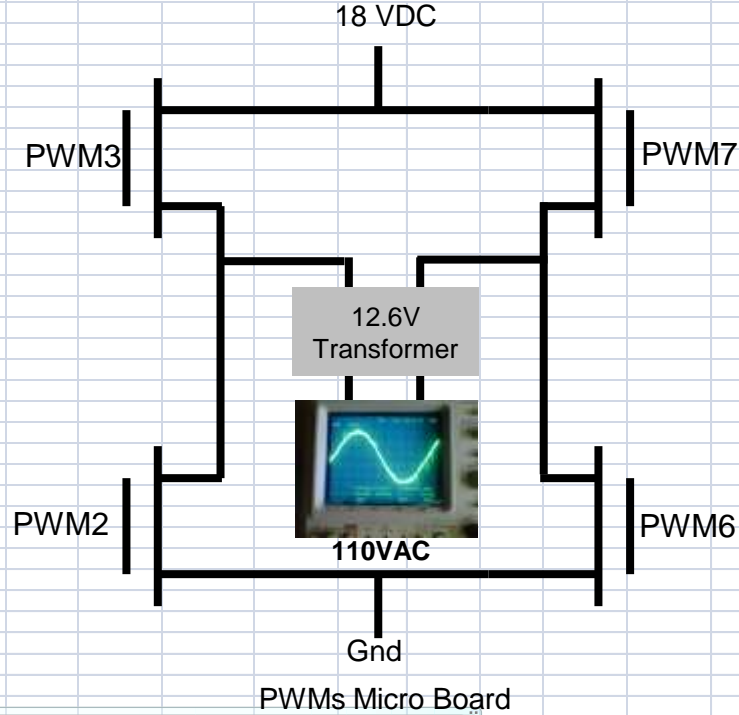 18 VDC
PWM3
PWM7
12.6V
Transformer
110VAC
PWM2
PWM6
Gnd
PWMs Micro Board